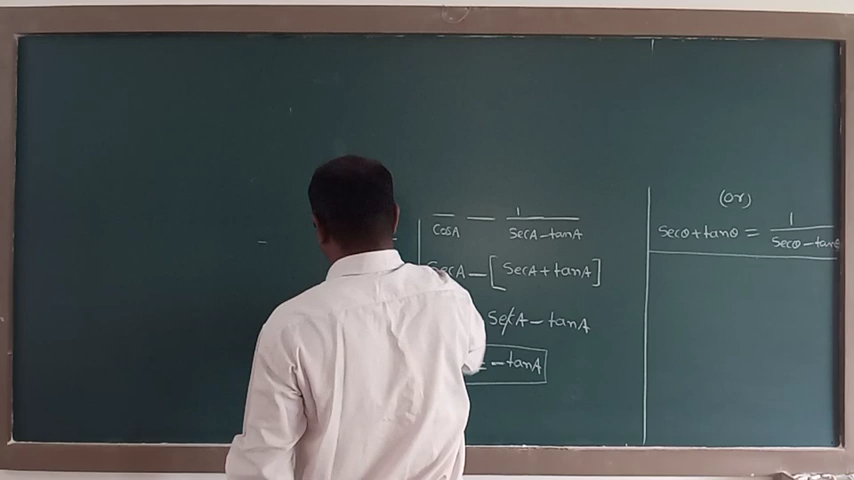 1
cosA — secA-tanA
secA-[secA+tanA]
secA-tanA
= -tanA
(or)
secθ+tanθ = 1
secθ-tanθ